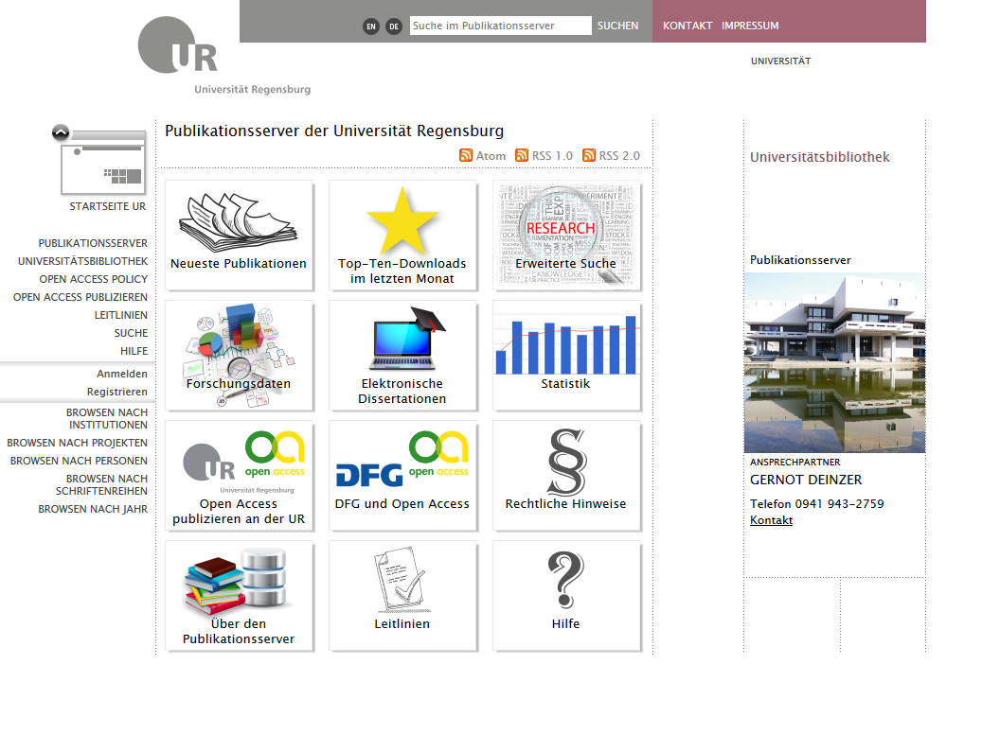 EN DE Suche im Publikationsserver SUCHEN KONTAKT IMPRESSUM
UR
Universität Regensburg
UNIVERSITÄT
STARTSEITE UR
PUBLIKATIONSSERVER
UNIVERSITÄTSBIBLIOTHEK
OPEN ACCESS POLICY
OPEN ACCESS PUBLIZIEREN
LEITLINIEN
SUCHE
HILFE
Anmelden
Registrieren
BROWSEN NACH
INSTITUTIONEN
BROWSEN NACH PROJEKTEN
BROWSEN NACH PERSONEN
BROWSEN NACH
SCHRIFTENREIHEN
BROWSEN NACH JAHR
Publikationsserver der Universität Regensburg
Atom RSS 1.0 RSS 2.0
Neueste Publikationen
Top-Ten-Downloads
im letzten Monat
RESEARCH
Erweiterte Suche
Forschungsdaten
Elektronische
Dissertationen
Statistik
UR
Universität Regensburg
open access
Open Access
publizieren an der UR
DFG
open access
DFG und Open Access
§
Rechtliche Hinweise
Über den
Publikationsserver
Leitlinien
?
Hilfe
Universitätsbibliothek
Publikationsserver
ANSPRECHPARTNER
GERNOT DEINZER
Telefon 0941 943-2759
Kontakt